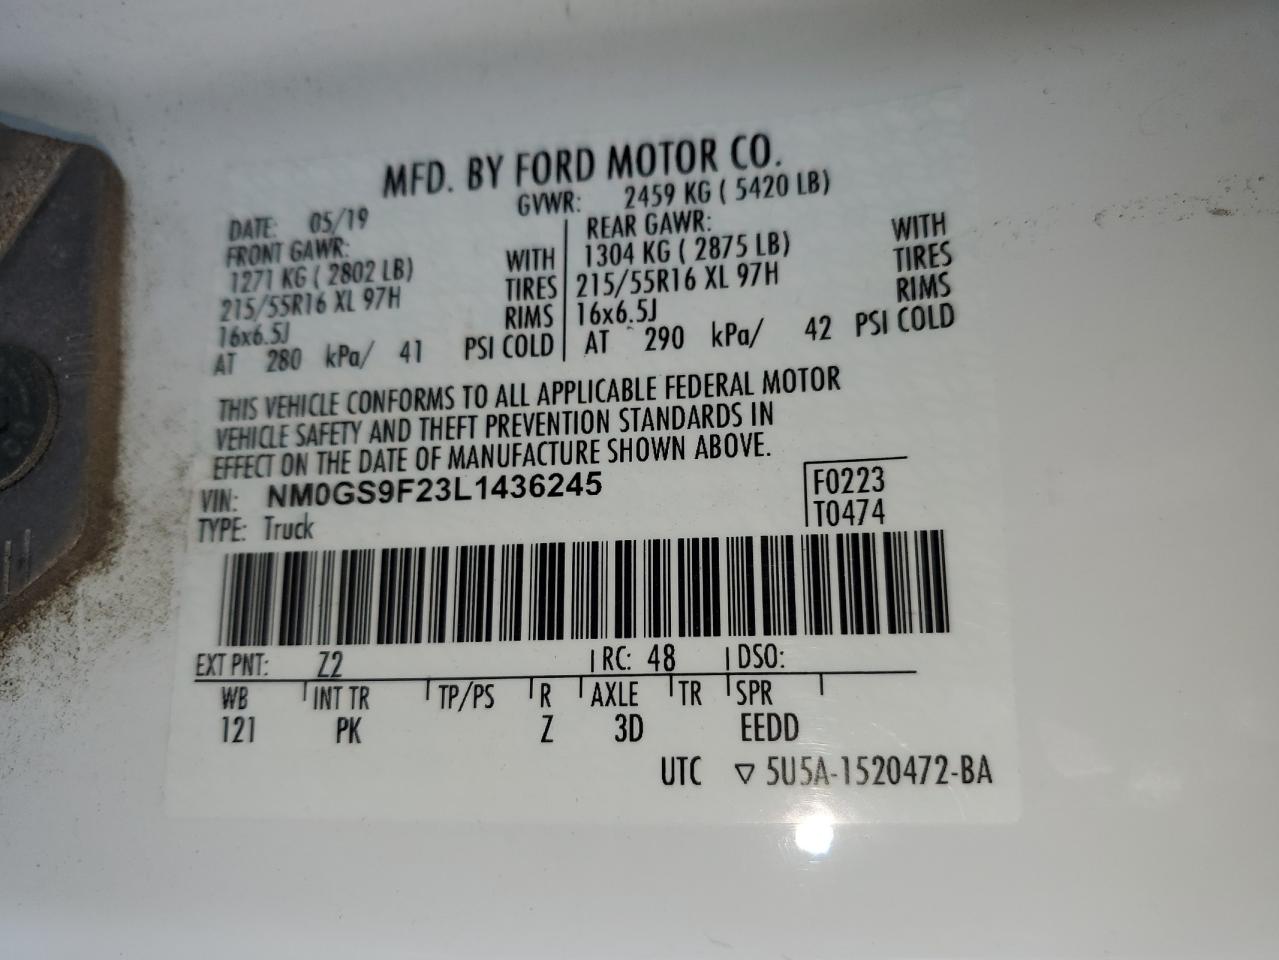 MFD. BY FORD MOTOR CO.
DATE: 05/19 GVWR: 2459 KG ( 5420 LB)
FRONT GAWR: REAR GAWR:
1271 KG ( 2802 LB) WITH 1304 KG ( 2875 LB) WITH
215/55R16 XL 97H TIRES 215/55R16 XL 97H TIRES
16x6.5J RIMS 16x6.5J RIMS
AT 280 kPa/ 41 PSI COLD AT 290 kPa/ 42 PSI COLD
THIS VEHICLE CONFORMS TO ALL APPLICABLE FEDERAL MOTOR
VEHICLE SAFETY AND THEFT PREVENTION STANDARDS IN
EFFECT ON THE DATE OF MANUFACTURE SHOWN ABOVE.
VIN: NM0GS9F23L1436245 F0223
TYPE: Truck T0474
EXT PNT: Z2 RC: 48 DSO:
WB INT TR TP/PS R AXLE TR SPR
121 PK Z 3D EEDD
UTC ▽ 5U5A-1520472-BA